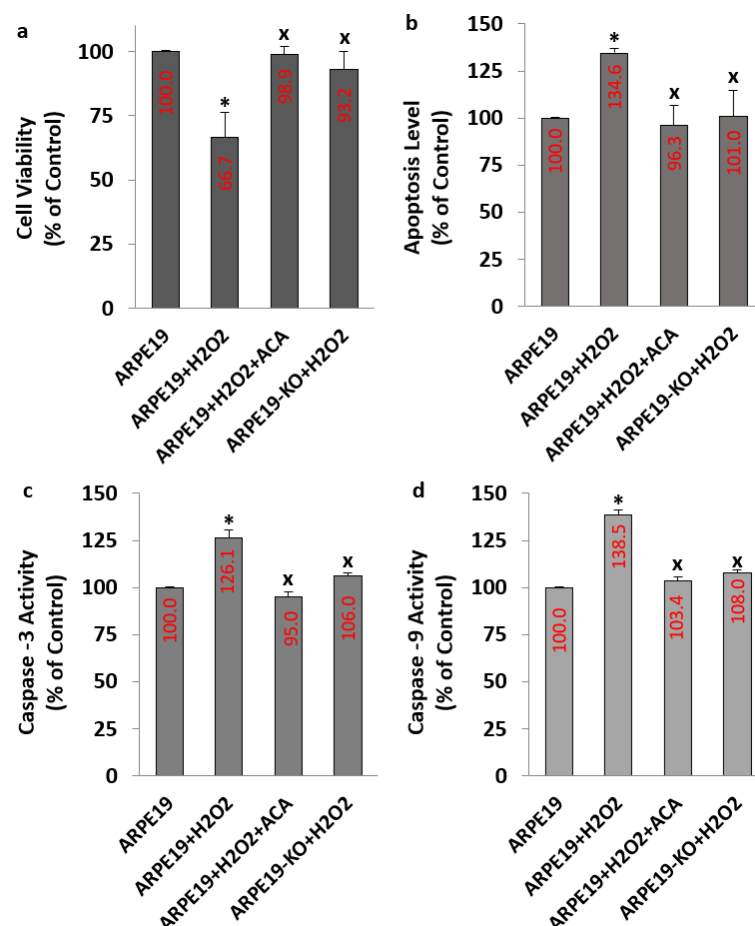 a
Cell Viability
(% of Control)
100
75
50
25
0
100.0
*
66.7
x
98.9
x
93.2
ARPE19
ARPE19+H2O2
ARPE19+H2O2+ACA
ARPE19-KO+H2O2
b
Apoptosis Level
(% of Control)
150
125
100
75
50
25
0
100.0
*
134.6
x
96.3
x
101.0
ARPE19
ARPE19+H2O2
ARPE19+H2O2+ACA
ARPE19-KO+H2O2
c
Caspase -3 Activity
(% of Control)
150
125
100
75
50
25
0
100.0
*
126.1
x
95.0
x
106.0
ARPE19
ARPE19+H2O2
ARPE19+H2O2+ACA
ARPE19-KO+H2O2
d
Caspase -9 Activity
(% of Control)
150
125
100
75
50
25
0
100.0
*
138.5
x
103.4
x
108.0
ARPE19
ARPE19+H2O2
ARPE19+H2O2+ACA
ARPE19-KO+H2O2